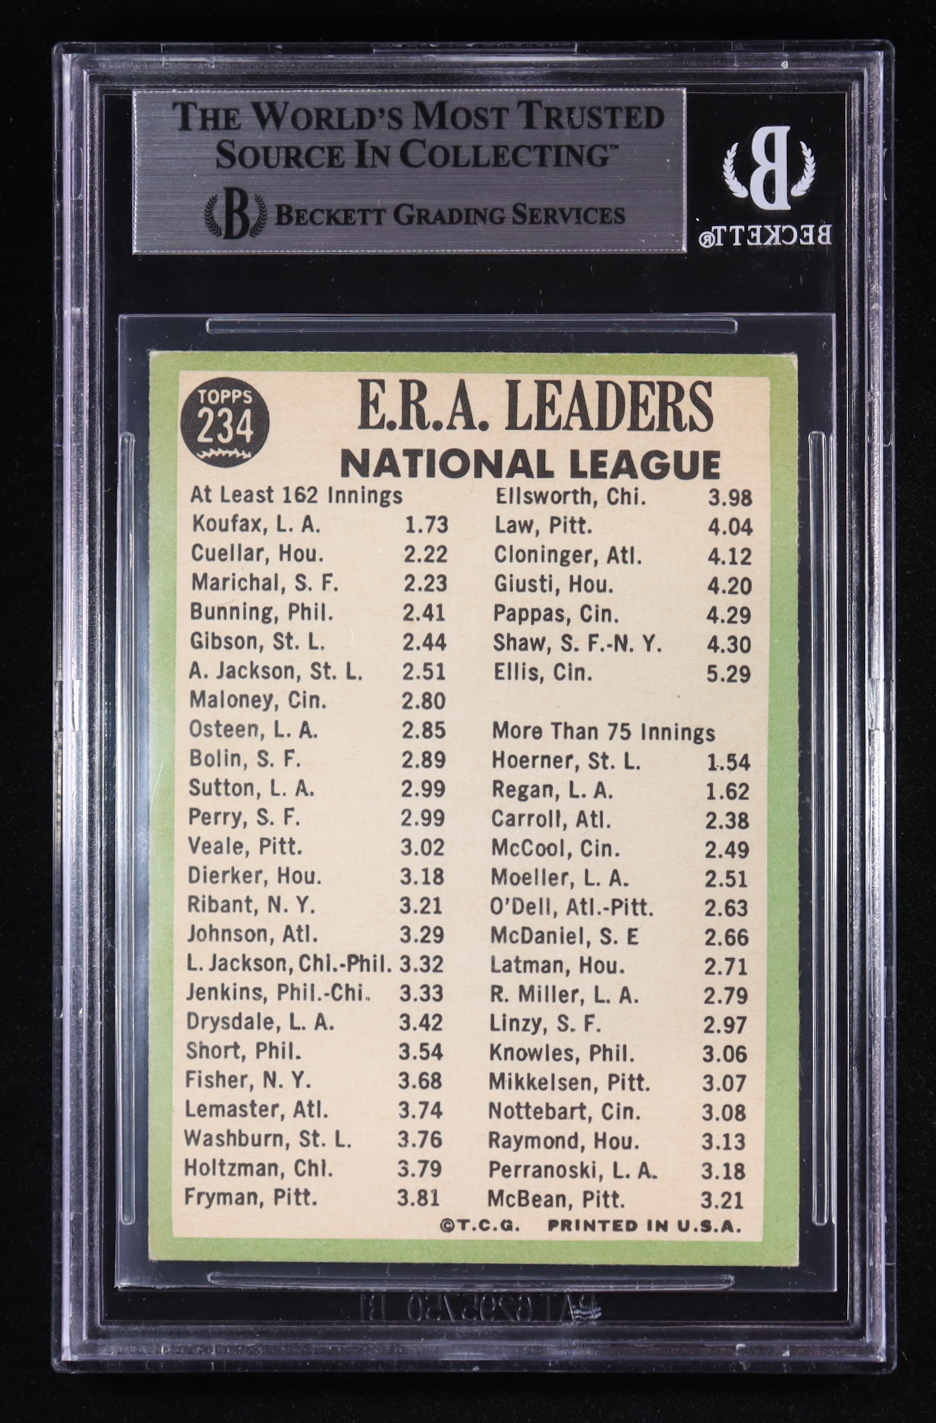 THE WORLD'S MOST TRUSTED
SOURCE IN COLLECTING™
B BECKETT GRADING SERVICES
B
BECKETT®
TOPPS
234
E.R.A. LEADERS
NATIONAL LEAGUE
At Least 162 Innings
Koufax, L. A. 1.73
Cuellar, Hou. 2.22
Marichal, S. F. 2.23
Bunning, Phil. 2.41
Gibson, St. L. 2.44
A. Jackson, St. L. 2.51
Maloney, Cin. 2.80
Osteen, L. A. 2.85
Bolin, S. F. 2.89
Sutton, L. A. 2.99
Perry, S. F. 2.99
Veale, Pitt. 3.02
Dierker, Hou. 3.18
Ribant, N. Y. 3.21
Johnson, Atl. 3.29
L. Jackson, Chi.-Phil. 3.32
Jenkins, Phil.-Chi. 3.33
Drysdale, L. A. 3.42
Short, Phil. 3.54
Fisher, N. Y. 3.68
Lemaster, Atl. 3.74
Washburn, St. L. 3.76
Holtzman, Chi. 3.79
Fryman, Pitt. 3.81
Ellsworth, Chi. 3.98
Law, Pitt. 4.04
Cloninger, Atl. 4.12
Giusti, Hou. 4.20
Pappas, Cin. 4.29
Shaw, S. F.-N. Y. 4.30
Ellis, Cin. 5.29
More Than 75 Innings
Hoerner, St. L. 1.54
Regan, L. A. 1.62
Carroll, Atl. 2.38
McCool, Cin. 2.49
Moeller, L. A. 2.51
O'Dell, Atl.-Pitt. 2.63
McDaniel, S. E 2.66
Latman, Hou. 2.71
R. Miller, L. A. 2.79
Linzy, S. F. 2.97
Knowles, Phil. 3.06
Mikkelsen, Pitt. 3.07
Nottebart, Cin. 3.08
Raymond, Hou. 3.13
Perranoski, L. A. 3.18
McBean, Pitt. 3.21
©T.C.G. PRINTED IN U.S.A.